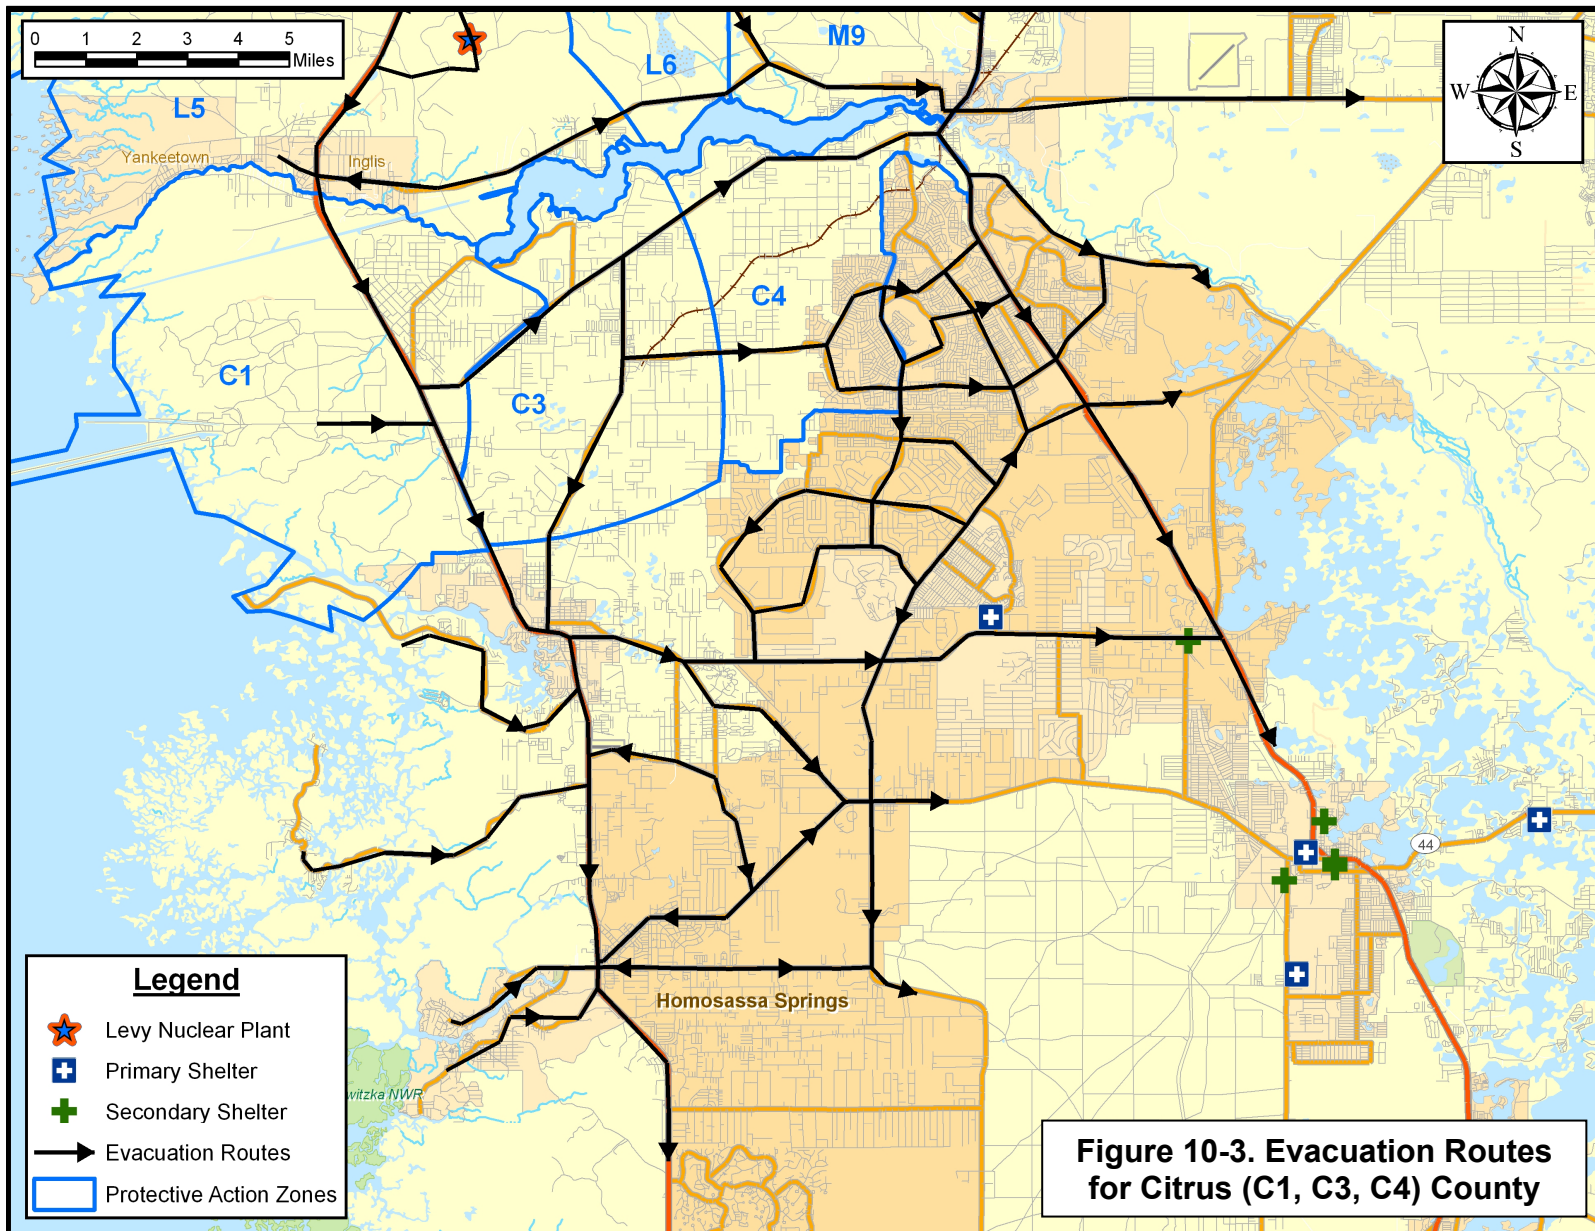 0 1 2 3 4 5
Miles
M9
L6
L5
N
W E
S
Yankeetown
Inglis
C4
C1
C3
44
Homosassa Springs
witzka NWR
Legend
Levy Nuclear Plant
Primary Shelter
Secondary Shelter
Evacuation Routes
Protective Action Zones
Figure 10-3. Evacuation Routes
for Citrus (C1, C3, C4) County